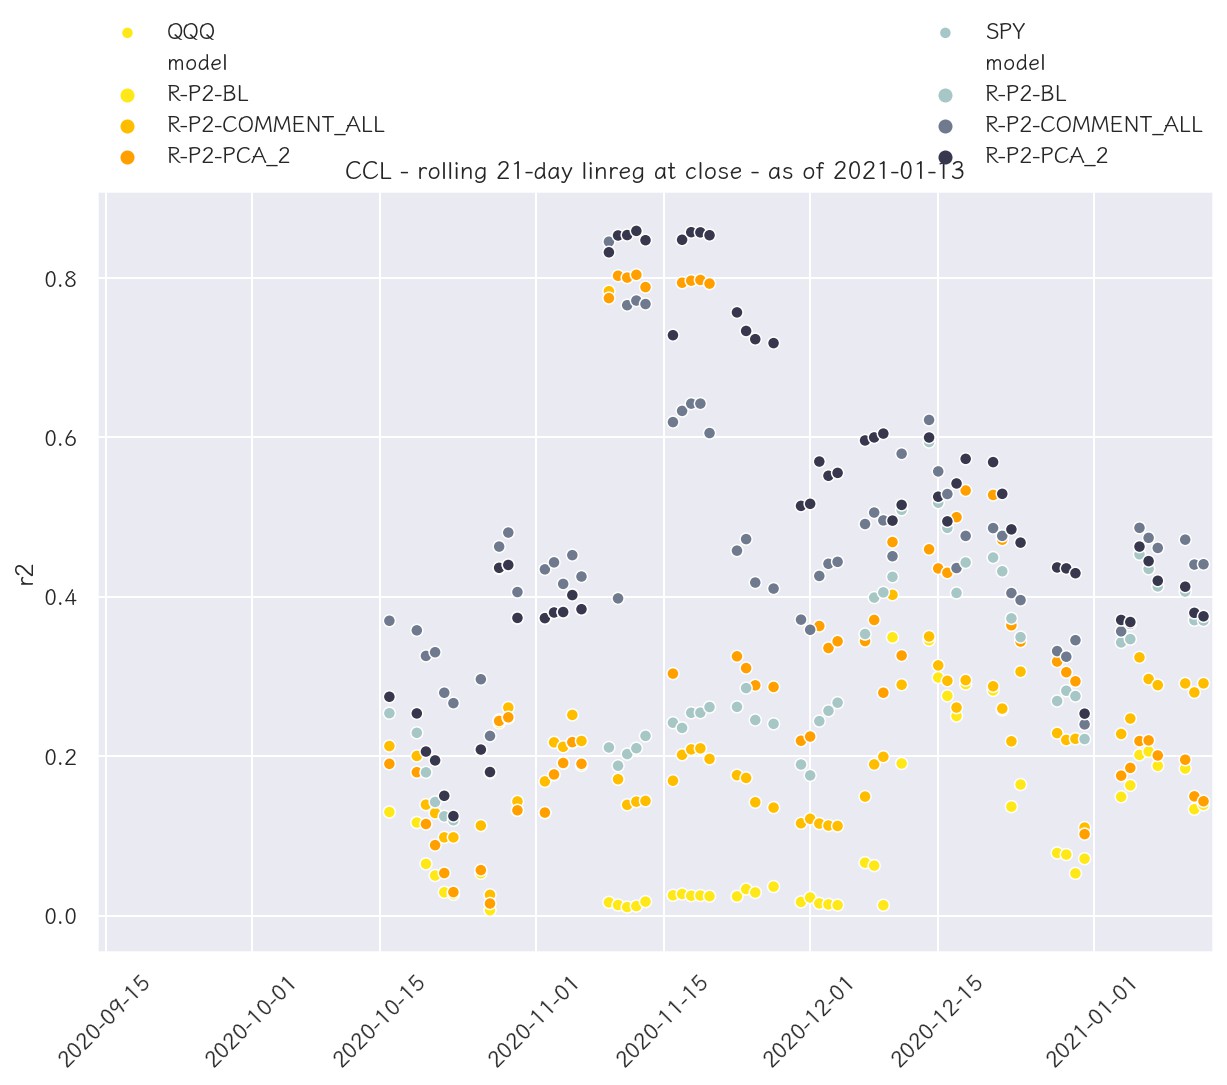 QQQ
model
R-P2-BL
R-P2-COMMENT_ALL
R-P2-PCA_2
SPY
model
R-P2-BL
R-P2-COMMENT_ALL
R-P2-PCA_2
CCL - rolling 21-day linreg at close - as of 2021-01-13
r2
0.8
0.6
0.4
0.2
0.0
2020-09-15
2020-10-01
2020-10-15
2020-11-01
2020-11-15
2020-12-01
2020-12-15
2021-01-01